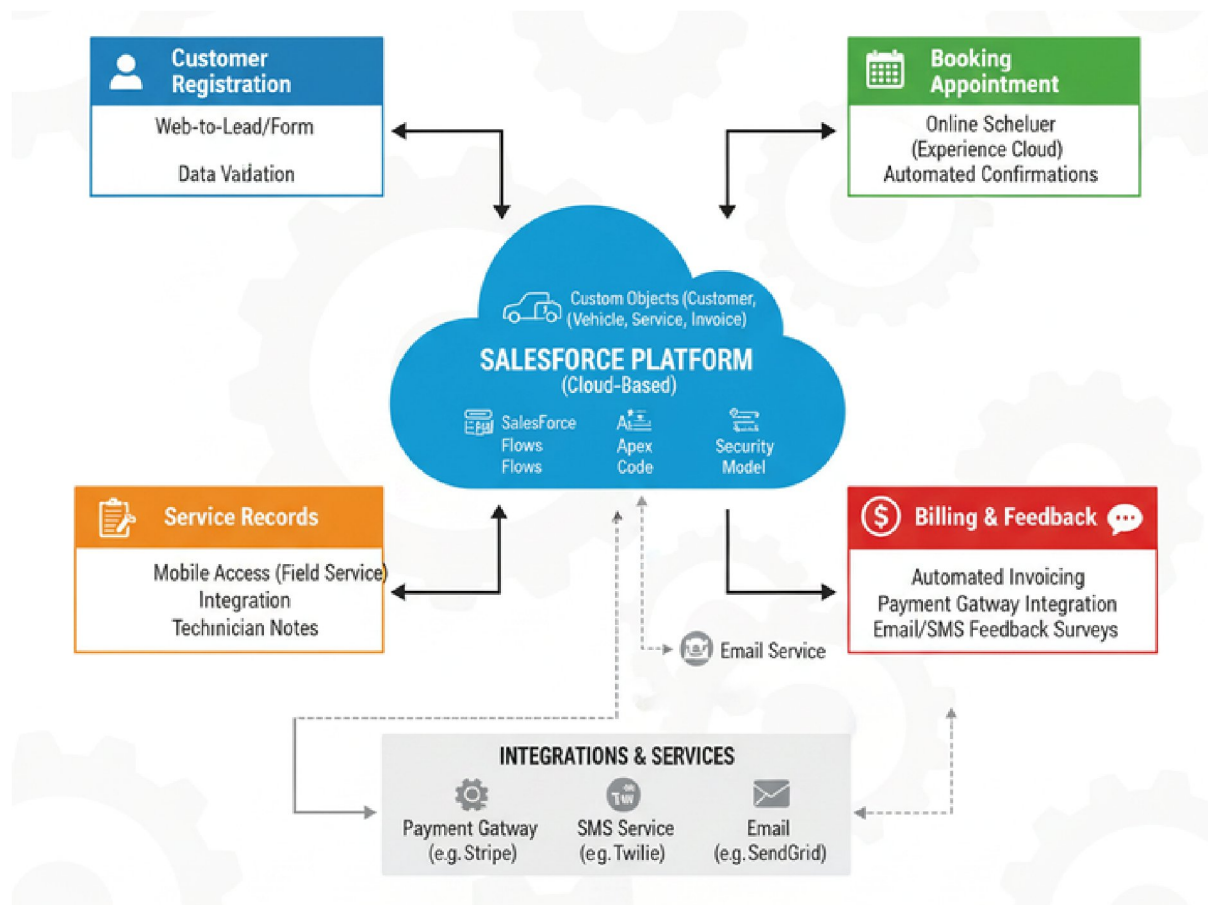 Customer
Registration
Web-to-Lead/Form
Data Vadation
Booking
Appointment
Online Scheluer
(Experience Cloud)
Automated Confirmations
Custom Objects (Customer,
(Vehicle, Service, Invoice)
SALESFORCE PLATFORM
(Cloud-Based)
SalesForce
Flows
Flows
Apex
Code
Security
Model
Service Records
Mobile Access (Field Service)
Integration
Techinician Notes
$
Billing & Feedback
Automated Invoicing
Payment Gatway Integration
Email/SMS Feedback Surveys
Email Service
INTEGRATIONS & SERVICES
Payment Gatway
(e.g. Stripe)
SMS Service
(e.g. Twilie)
Email
(e.g. SendGrid)